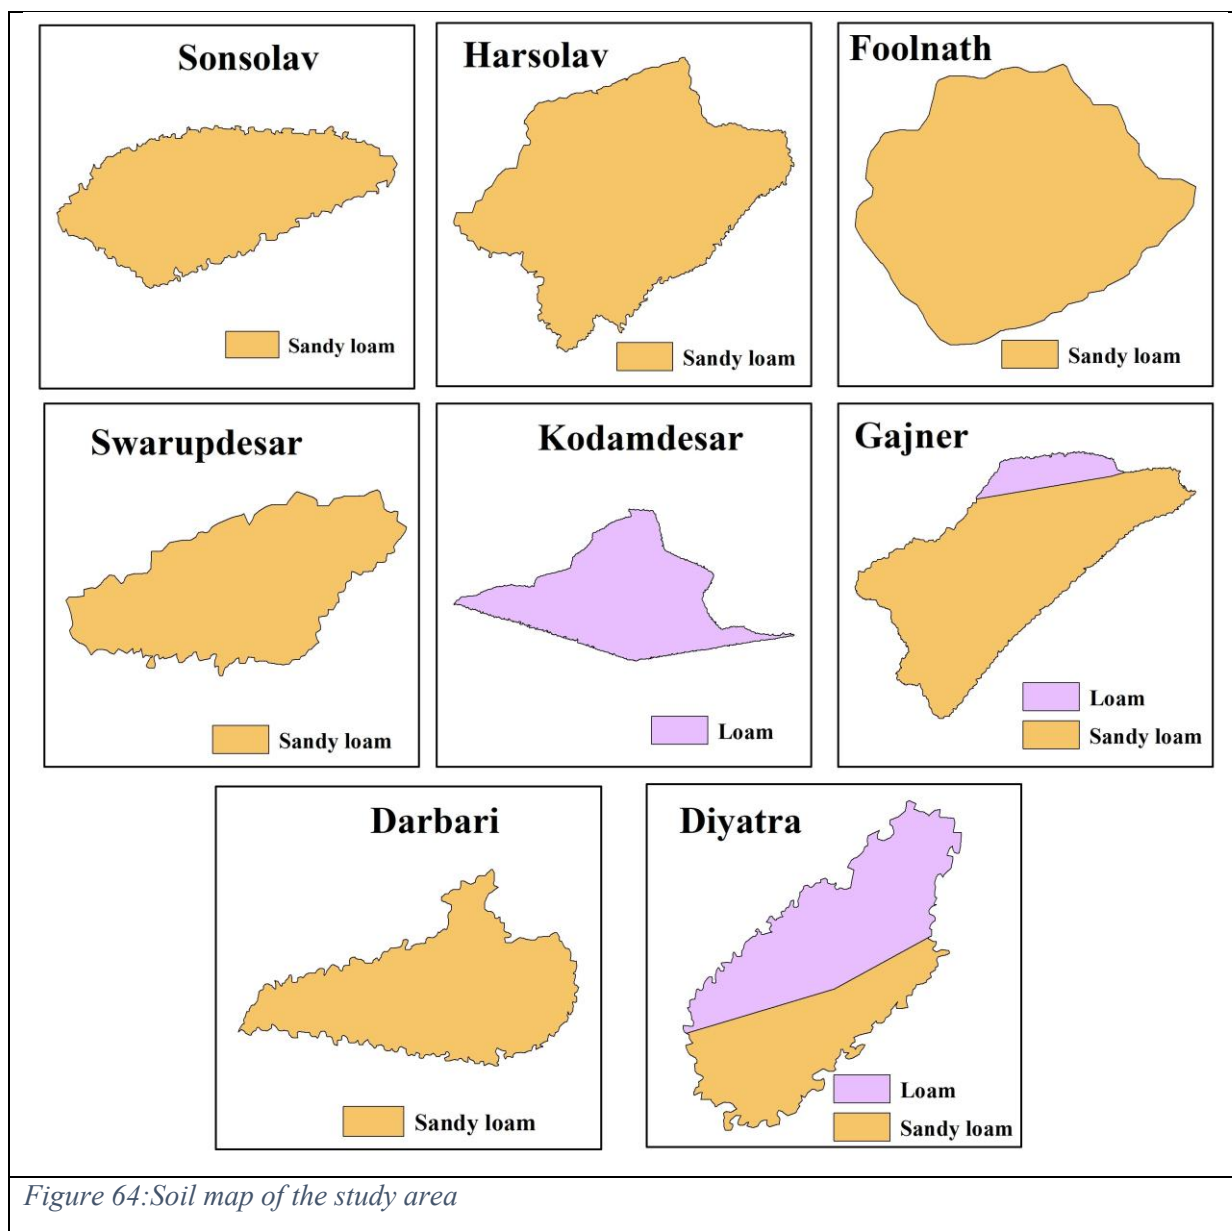 Sonsolav
Sandy loam
Harsolav
Sandy loam
Foolnath
Sandy loam
Swarupdesar
Sandy loam
Kodamdesar
Loam
Gajner
Loam
Sandy loam
Darbari
Sandy loam
Diyatra
Loam
Sandy loam
Figure 64:Soil map of the study area